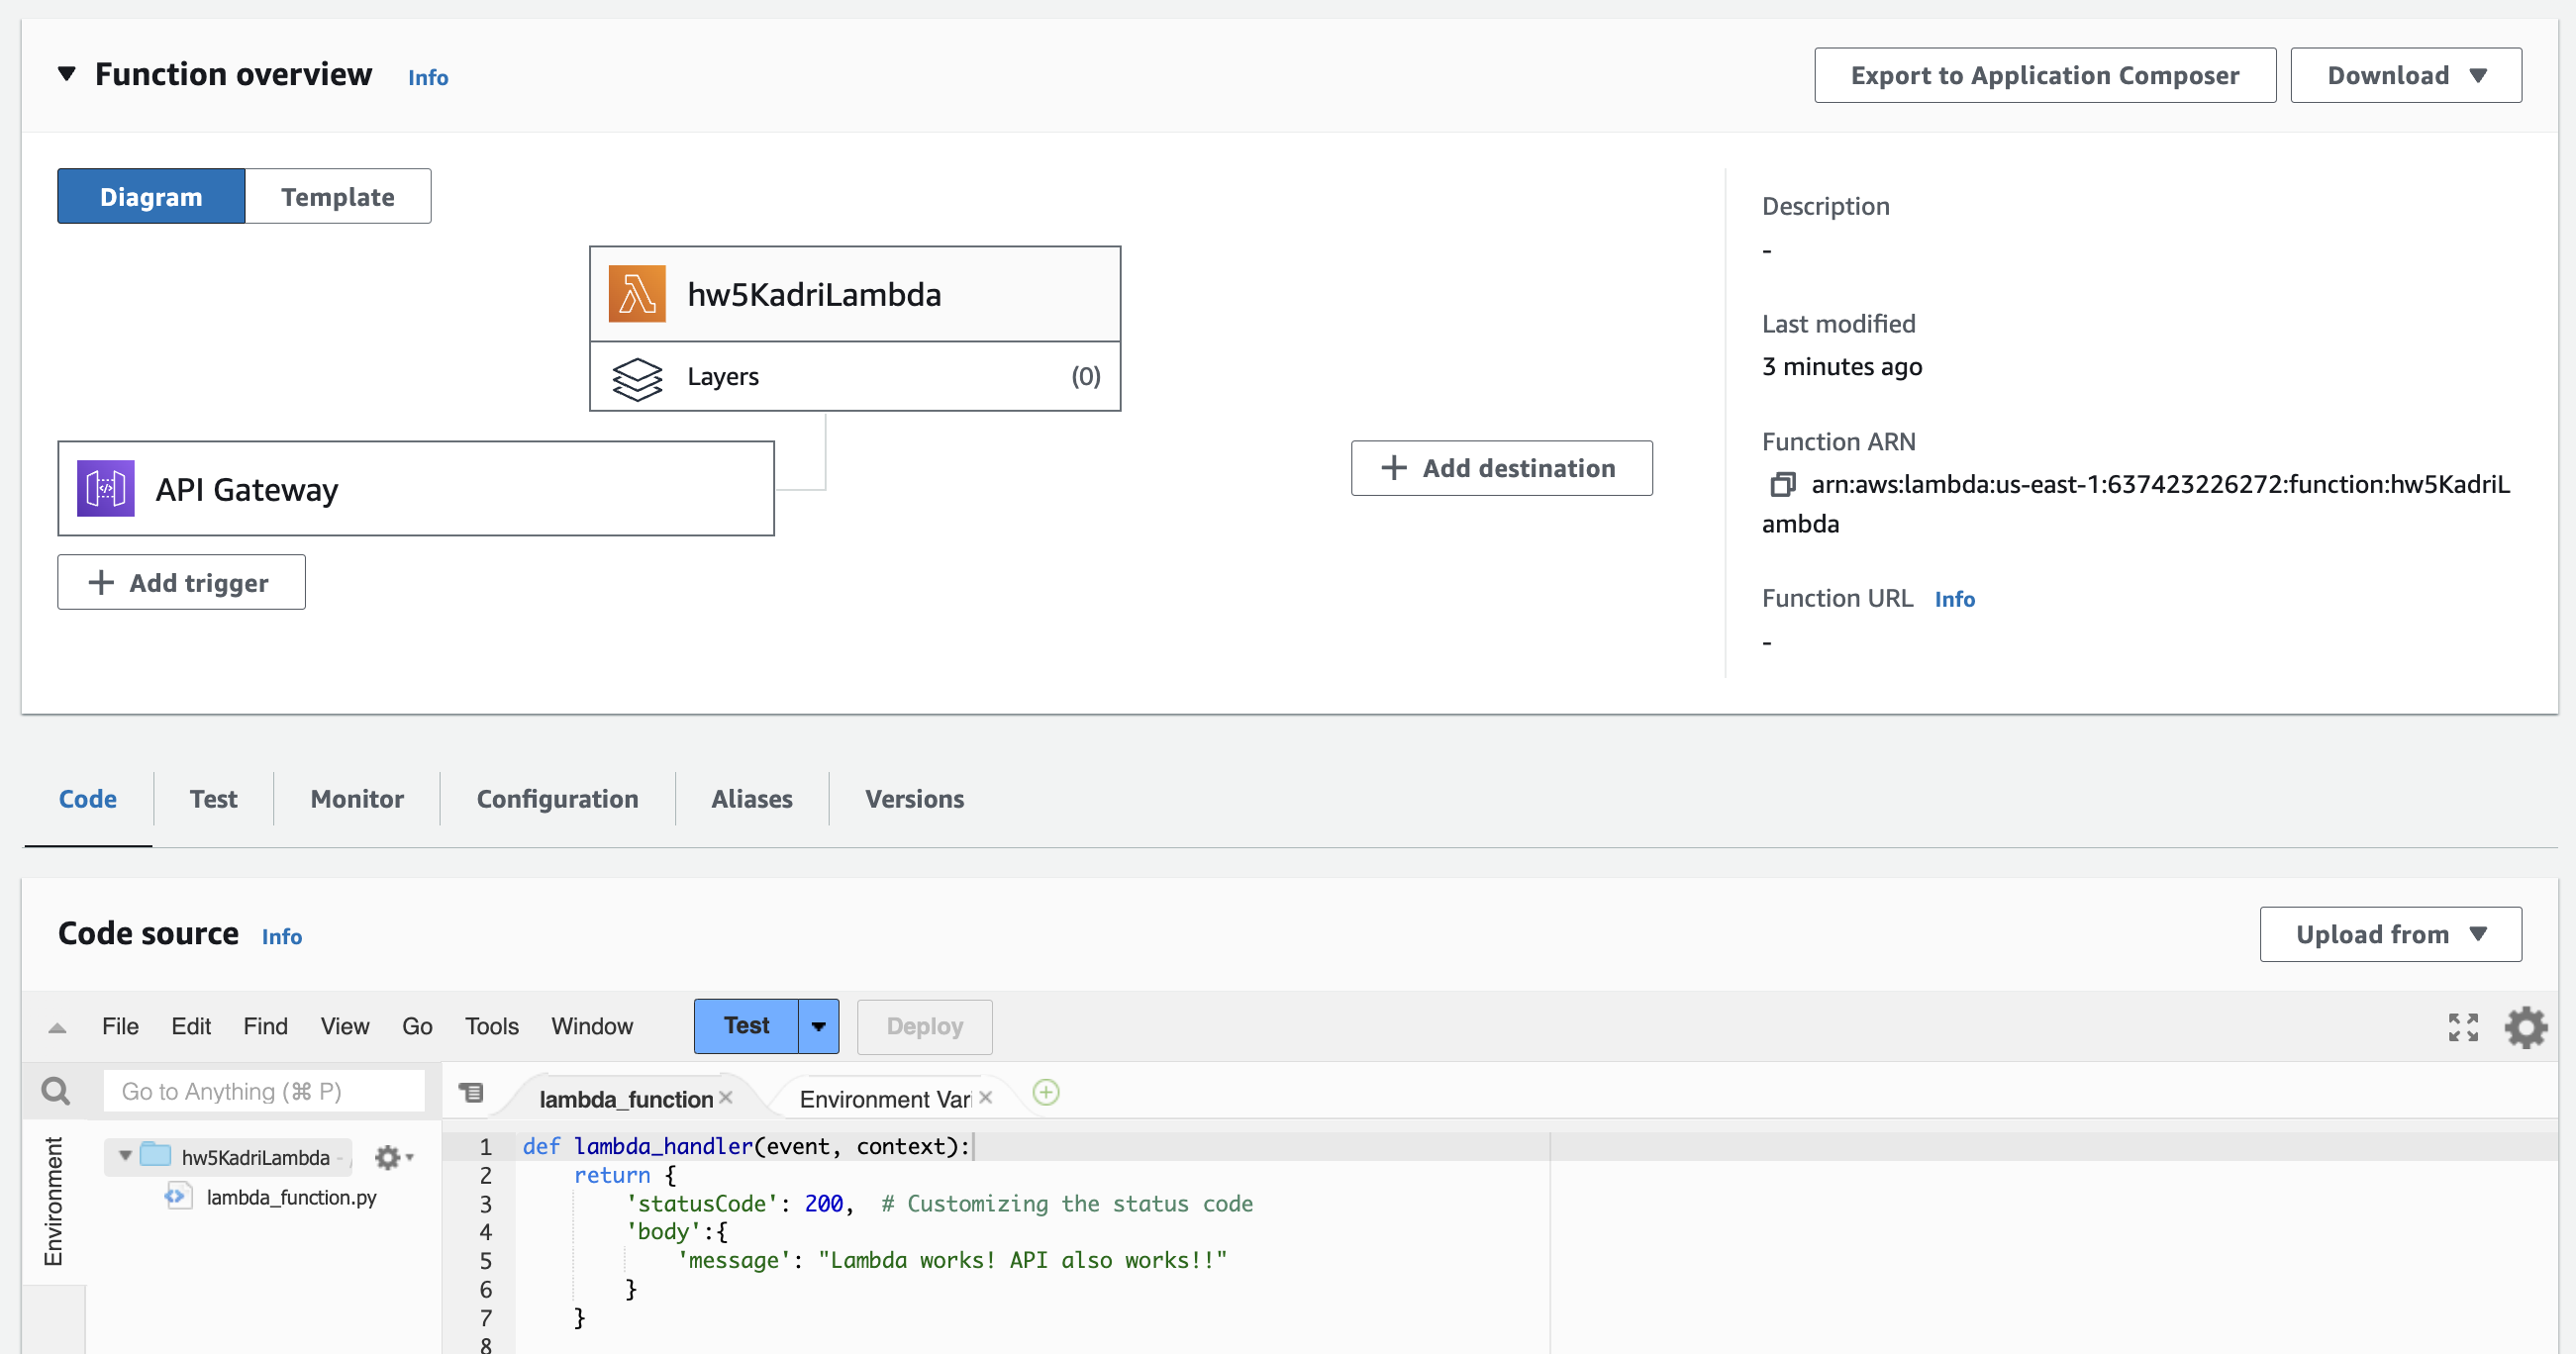 Function overview Info
Export to Application Composer
Download
Diagram
Template
hw5KadriLambda
Layers (0)
API Gateway
Add trigger
Add destination
Description
-
Last modified
3 minutes ago
Function ARN
arn:aws:lambda:us-east-1:637423226272:function:hw5KadriL
ambda
Function URL Info
-
Code Test Monitor Configuration Aliases Versions
Code source Info
Upload from
File Edit Find View Go Tools Window Test Deploy
Go to Anything (⌘ P)
lambda_function
Environment Vari
Environment
hw5KadriLambda -
lambda_function.py
1 def lambda_handler(event, context):
2 return {
3 'statusCode': 200, # Customizing the status code
4 'body':{
5 'message': "Lambda works! API also works!!"
6 }
7 }
8